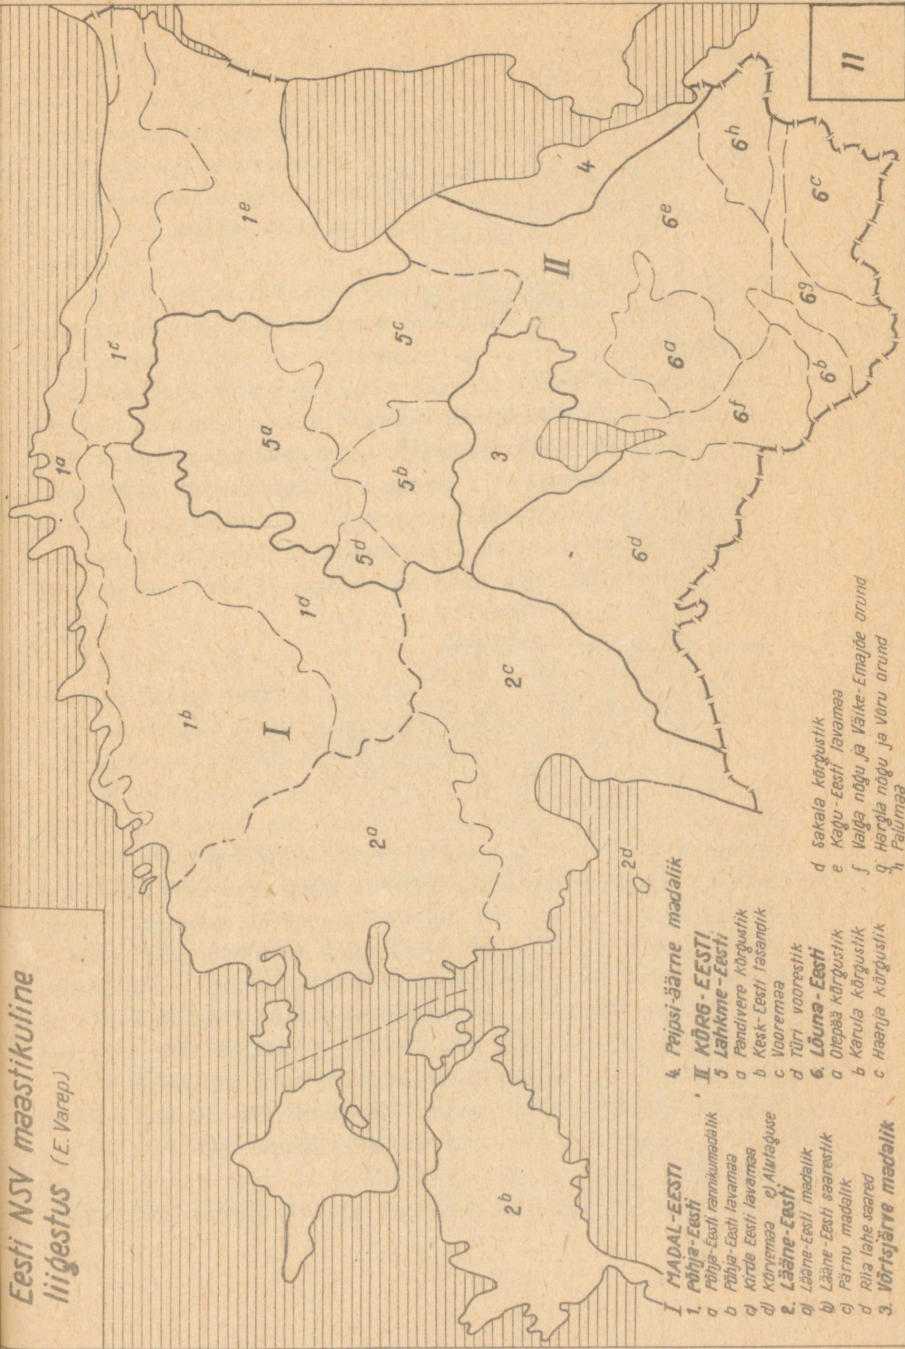 Eesti NSV maastikuline
liigestus (E. Varep)
II
1ᵃ
1ᶜ
1ᵉ
1ᵇ
1ᵈ
I
5ᵃ
5ᶜ
5ᵇ
5ᵈ
II
4
3
6ᵉ
6ʰ
6ᶜ
6ᵃ
6ᵍ
6ᵇ
6ᶠ
6ᵈ
2ᵃ
2ᶜ
2ᵇ
2ᵈ
I MADAL-EESTI
1. Põhja-Eesti
a Põhja-Eesti rannikumadalik
b Põhja-Eesti lavamaa
c) Kirde Eesti lavamaa
d) Kõrvemaa e) Alutaguse
2. Lääne-Eesti
a) Lääne-Eesti madalik
b) Lääne-Eesti saarestik
c) Pärnu madalik
d Riia lahe saared
3. Võrtsjärve madalik
4. Peipsi-äärne madalik
II KÕRG-EESTI
5 Lahkme-Eesti
a Pandivere kõrgustik
b Kesk-Eesti tasandik
c Vooremaa
d Türi voorestik
6. Lõuna-Eesti
a Otepää kõrgustik
b Karula kõrgustik
c Haanja kõrgustik
d Sakala kõrgustik
e Kagu-Eesti lavamaa
f Valga nõgu ja Väike-Emajõe orund
g Hargla nõgu ja Võru orund
h Palumaa